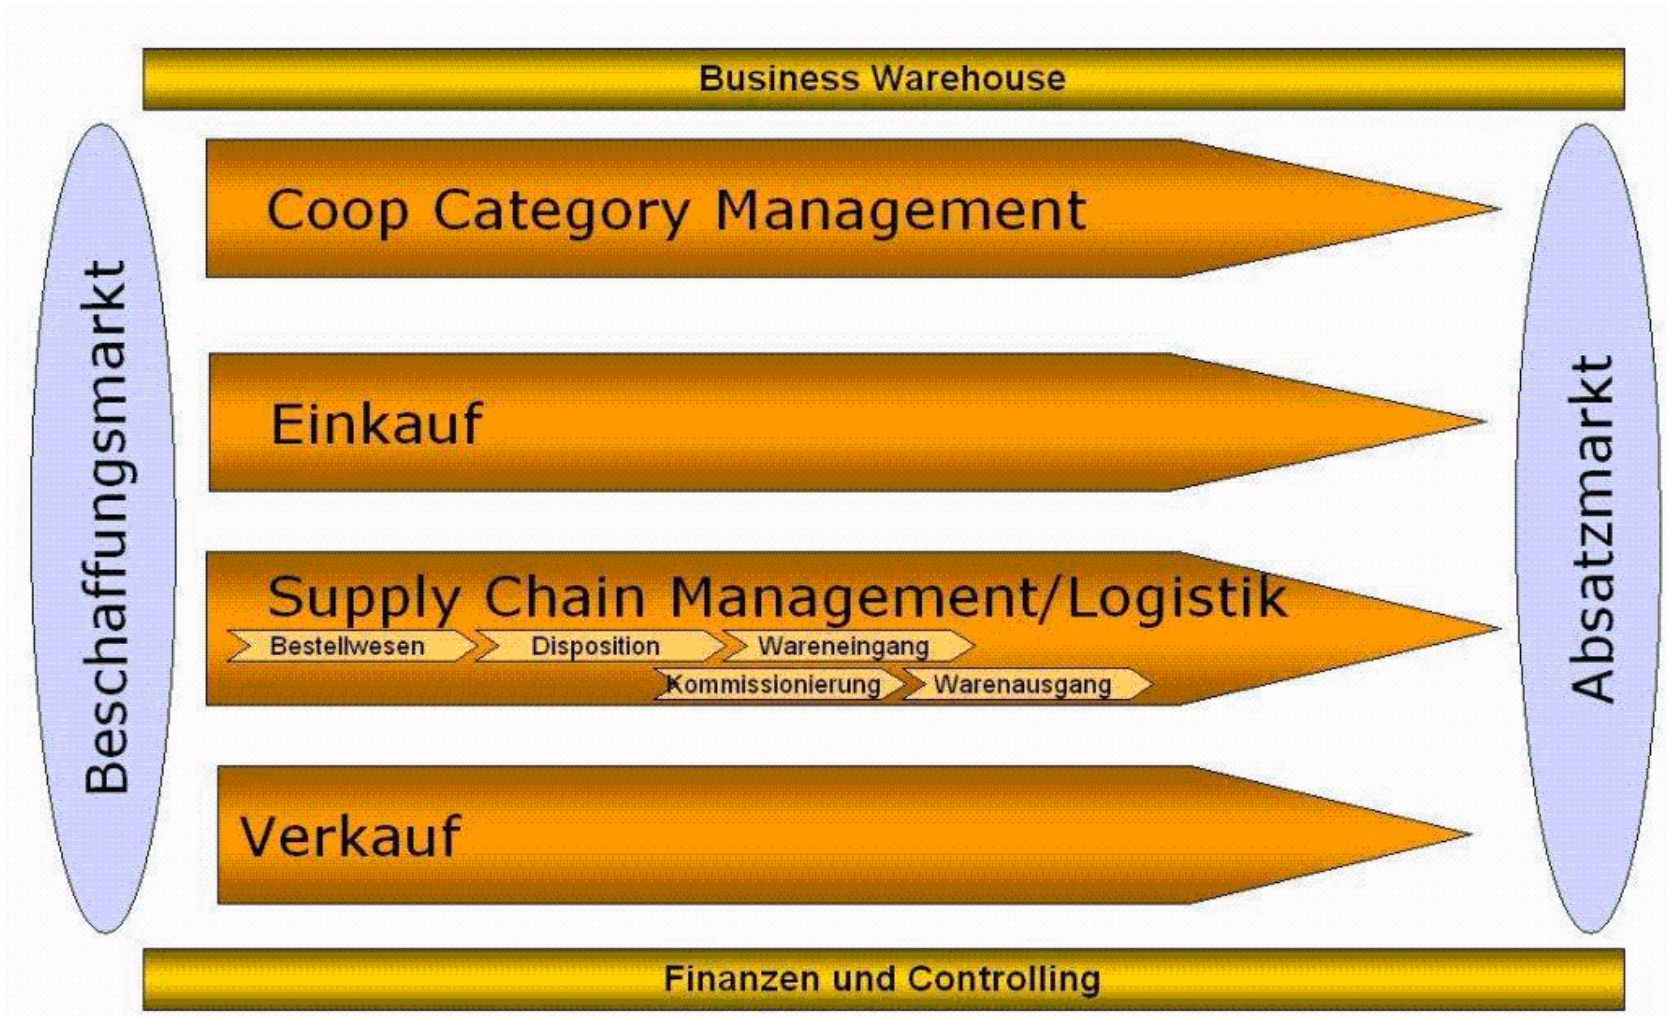 Business Warehouse
Beschaffungsmarkt
Coop Category Management
Einkauf
Supply Chain Management/Logistik
Bestellwesen
Disposition
Wareneingang
Kommissionierung
Warenausgang
Verkauf
Absatzmarkt
Finanzen und Controlling